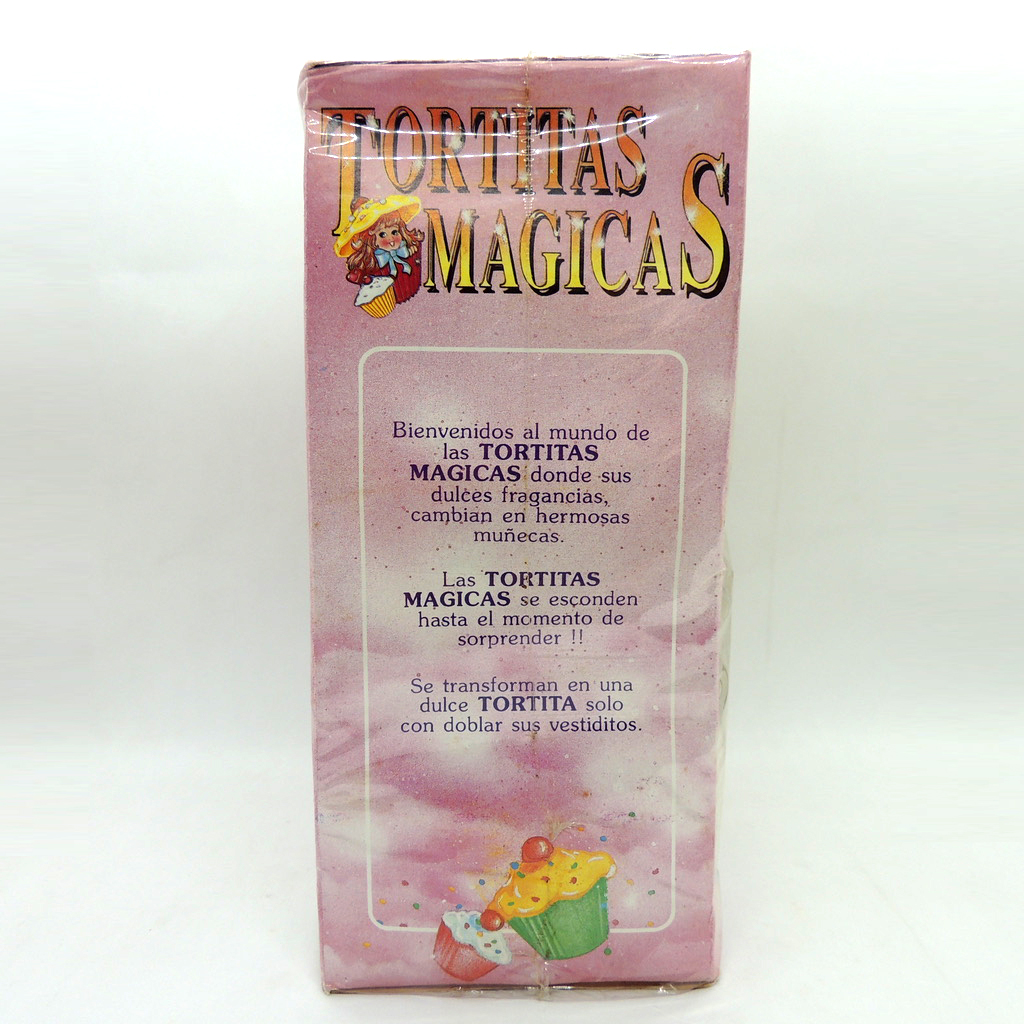 TORTITAS
MAGICAS
Bienvenidos al mundo de
las TORTITAS
MAGICAS donde sus
dulces fragancias,
cambian en hermosas
muñecas.
Las TORTITAS
MAGICAS se esconden
hasta el momento de
sorprender !!
Se transforman en una
dulce TORTITA solo
con doblar sus vestiditos.